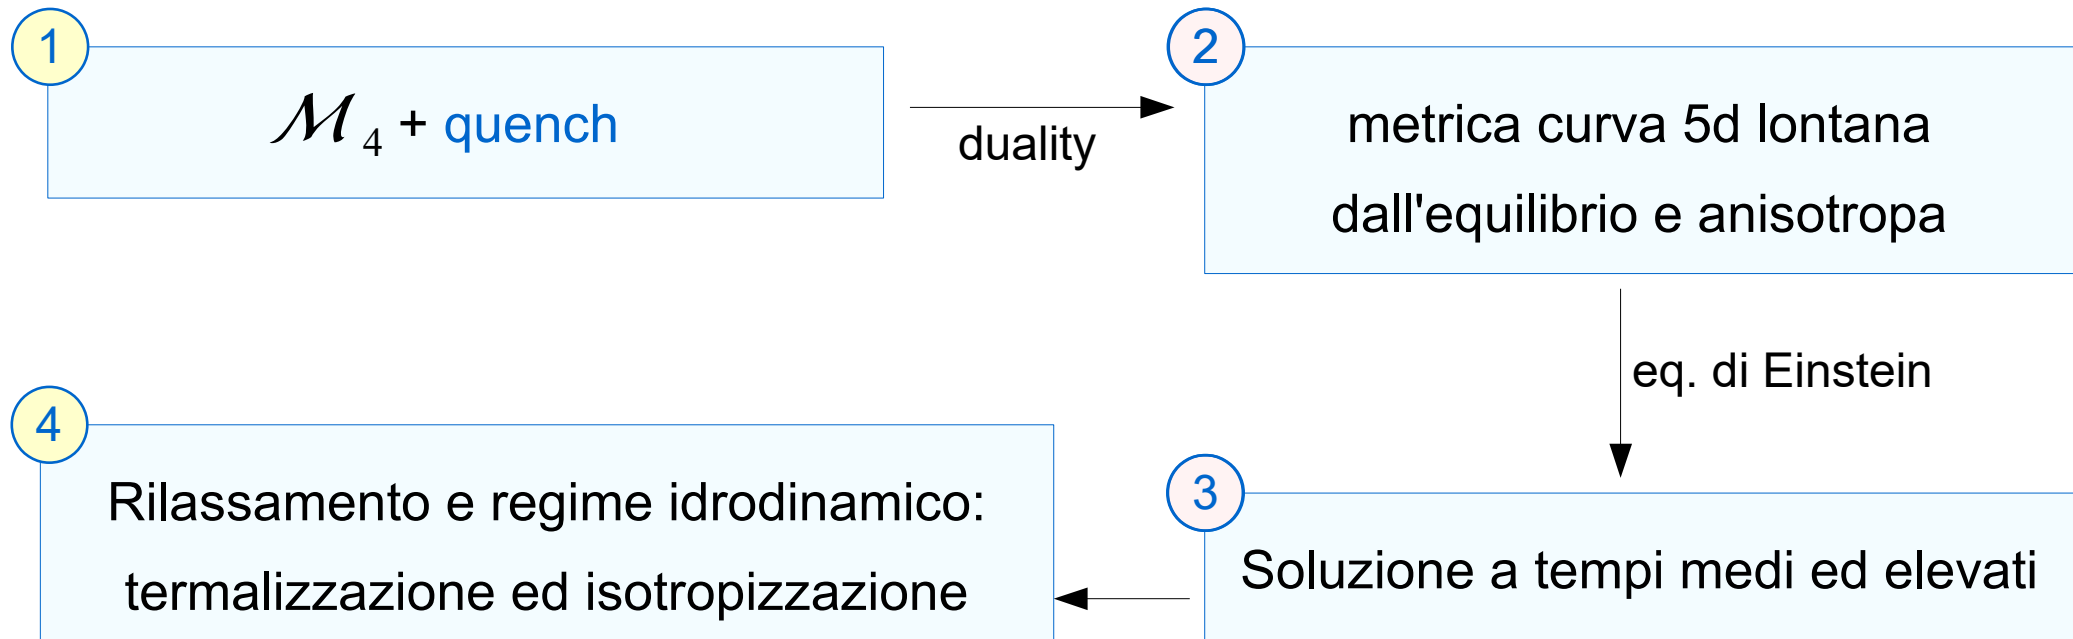 1
ℳ₄ + quench
duality
2
metrica curva 5d lontana
dall'equilibrio e anisotropa
eq. di Einstein
3
Soluzione a tempi medi ed elevati
4
Rilassamento e regime idrodinamico:
termalizzazione ed isotropizzazione